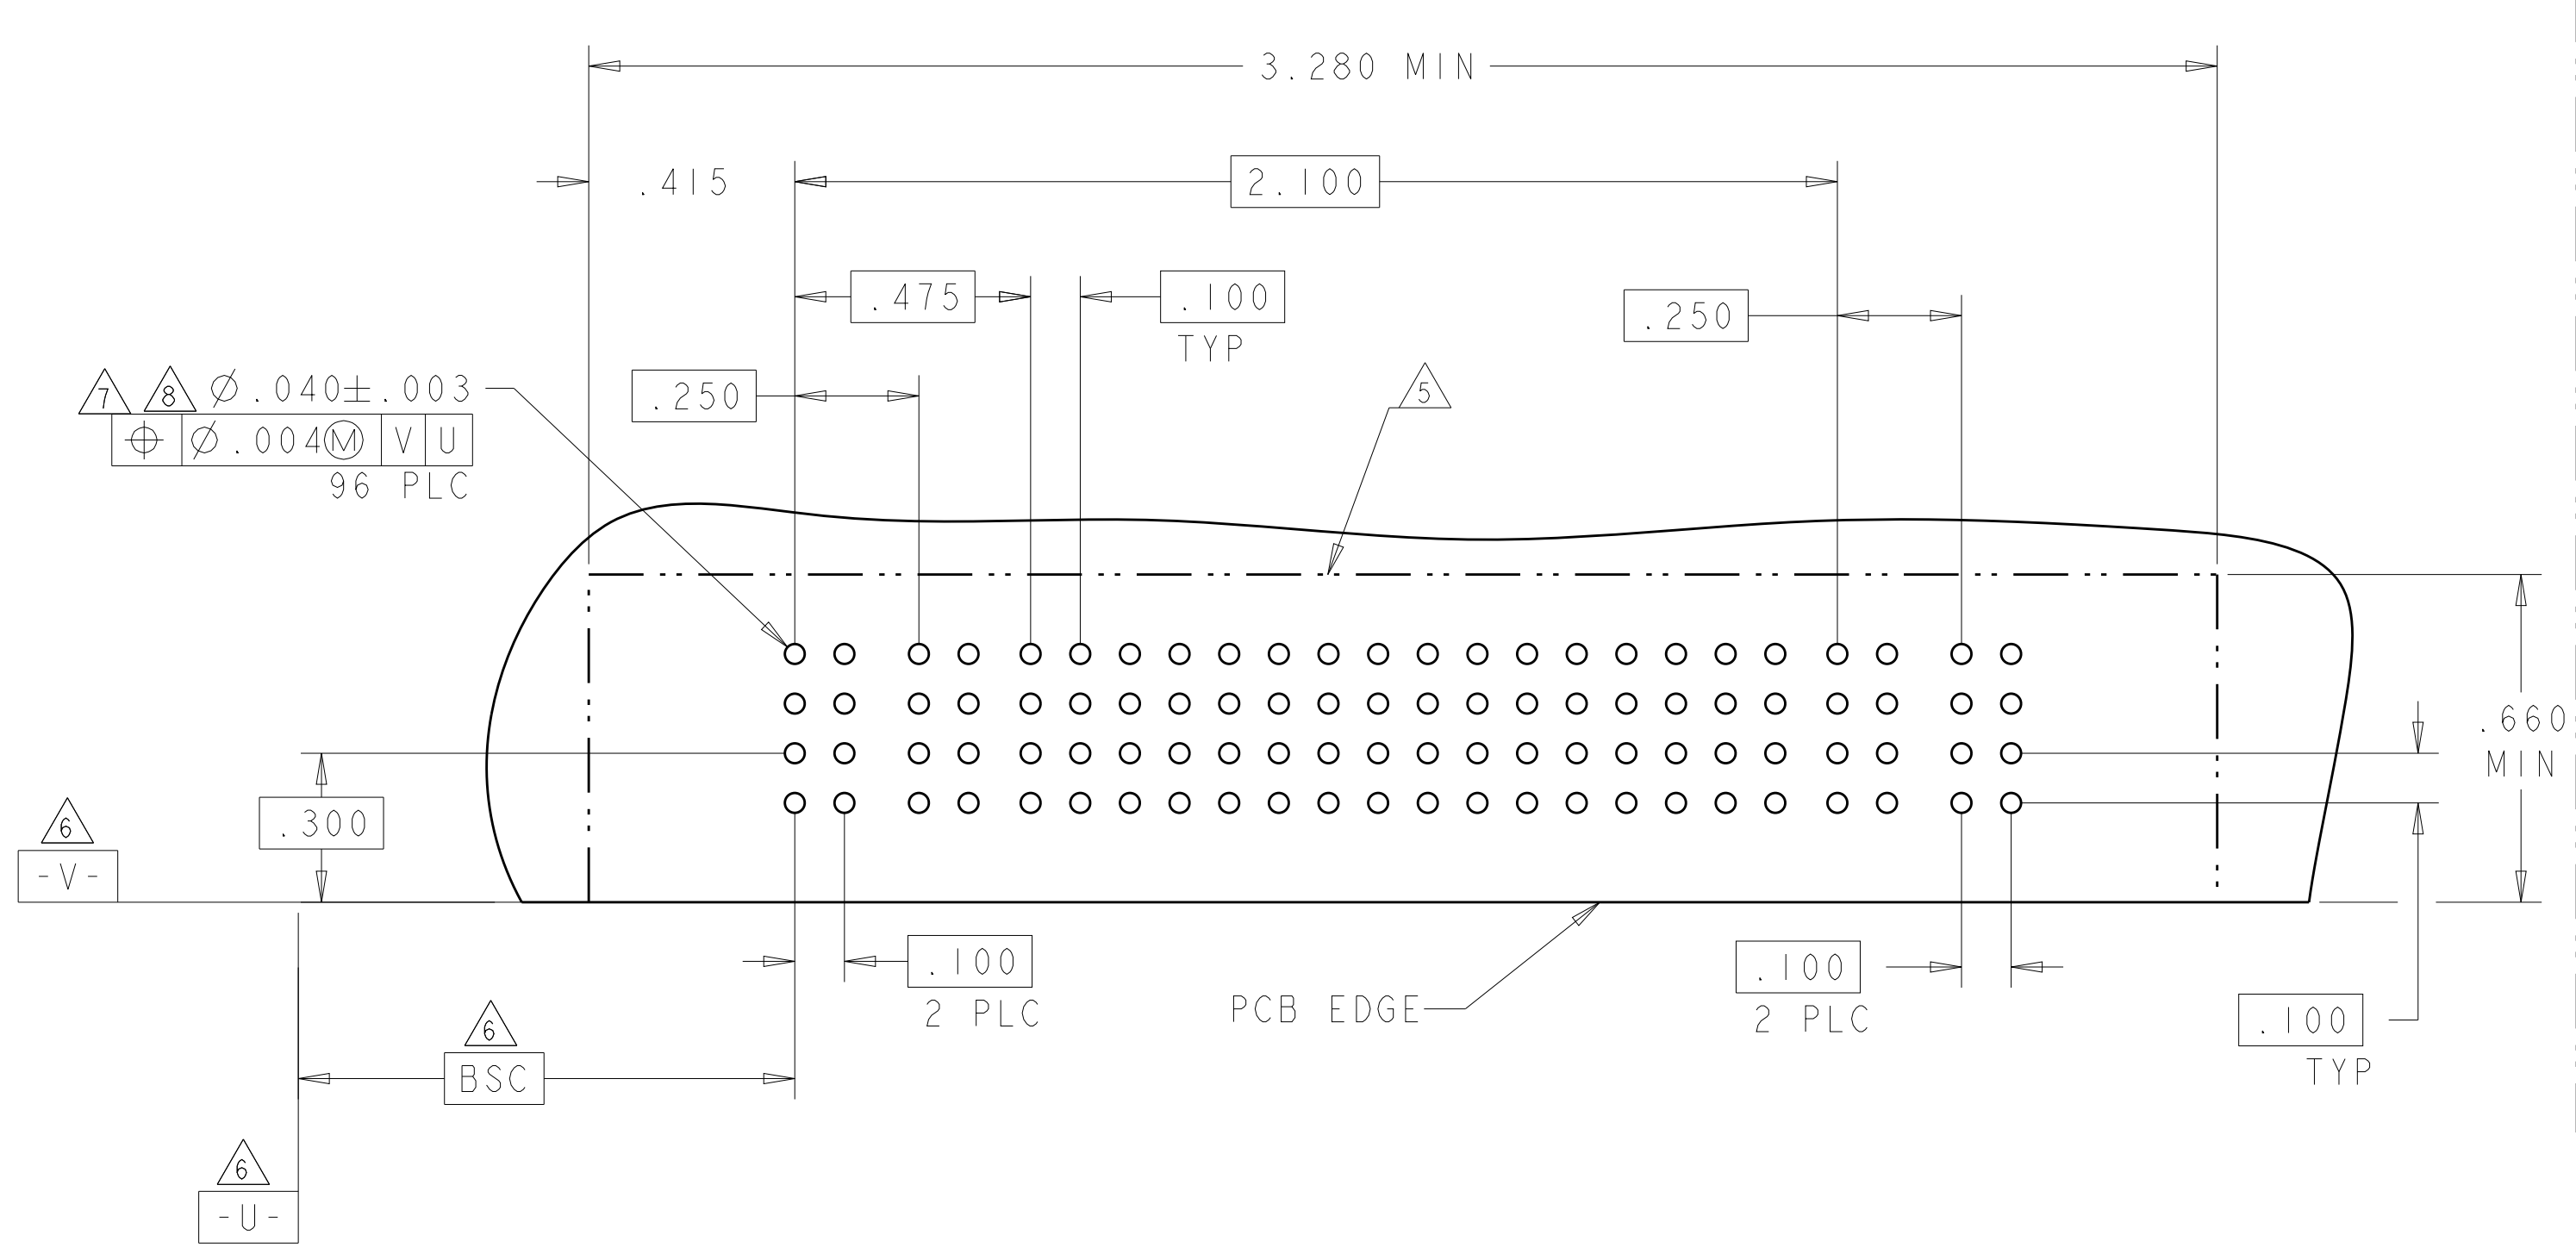 3.280 MIN
.415
2.100
.475
.100
TYP
.250
.250
7 8 Ø.040±.003
⌖ Ø.004Ⓜ V U
96 PLC
5
.660
MIN
.300
6
-V-
.100
2 PLC
PCB EDGE
.100
2 PLC
.100
TYP
6
BSC
6
-U-